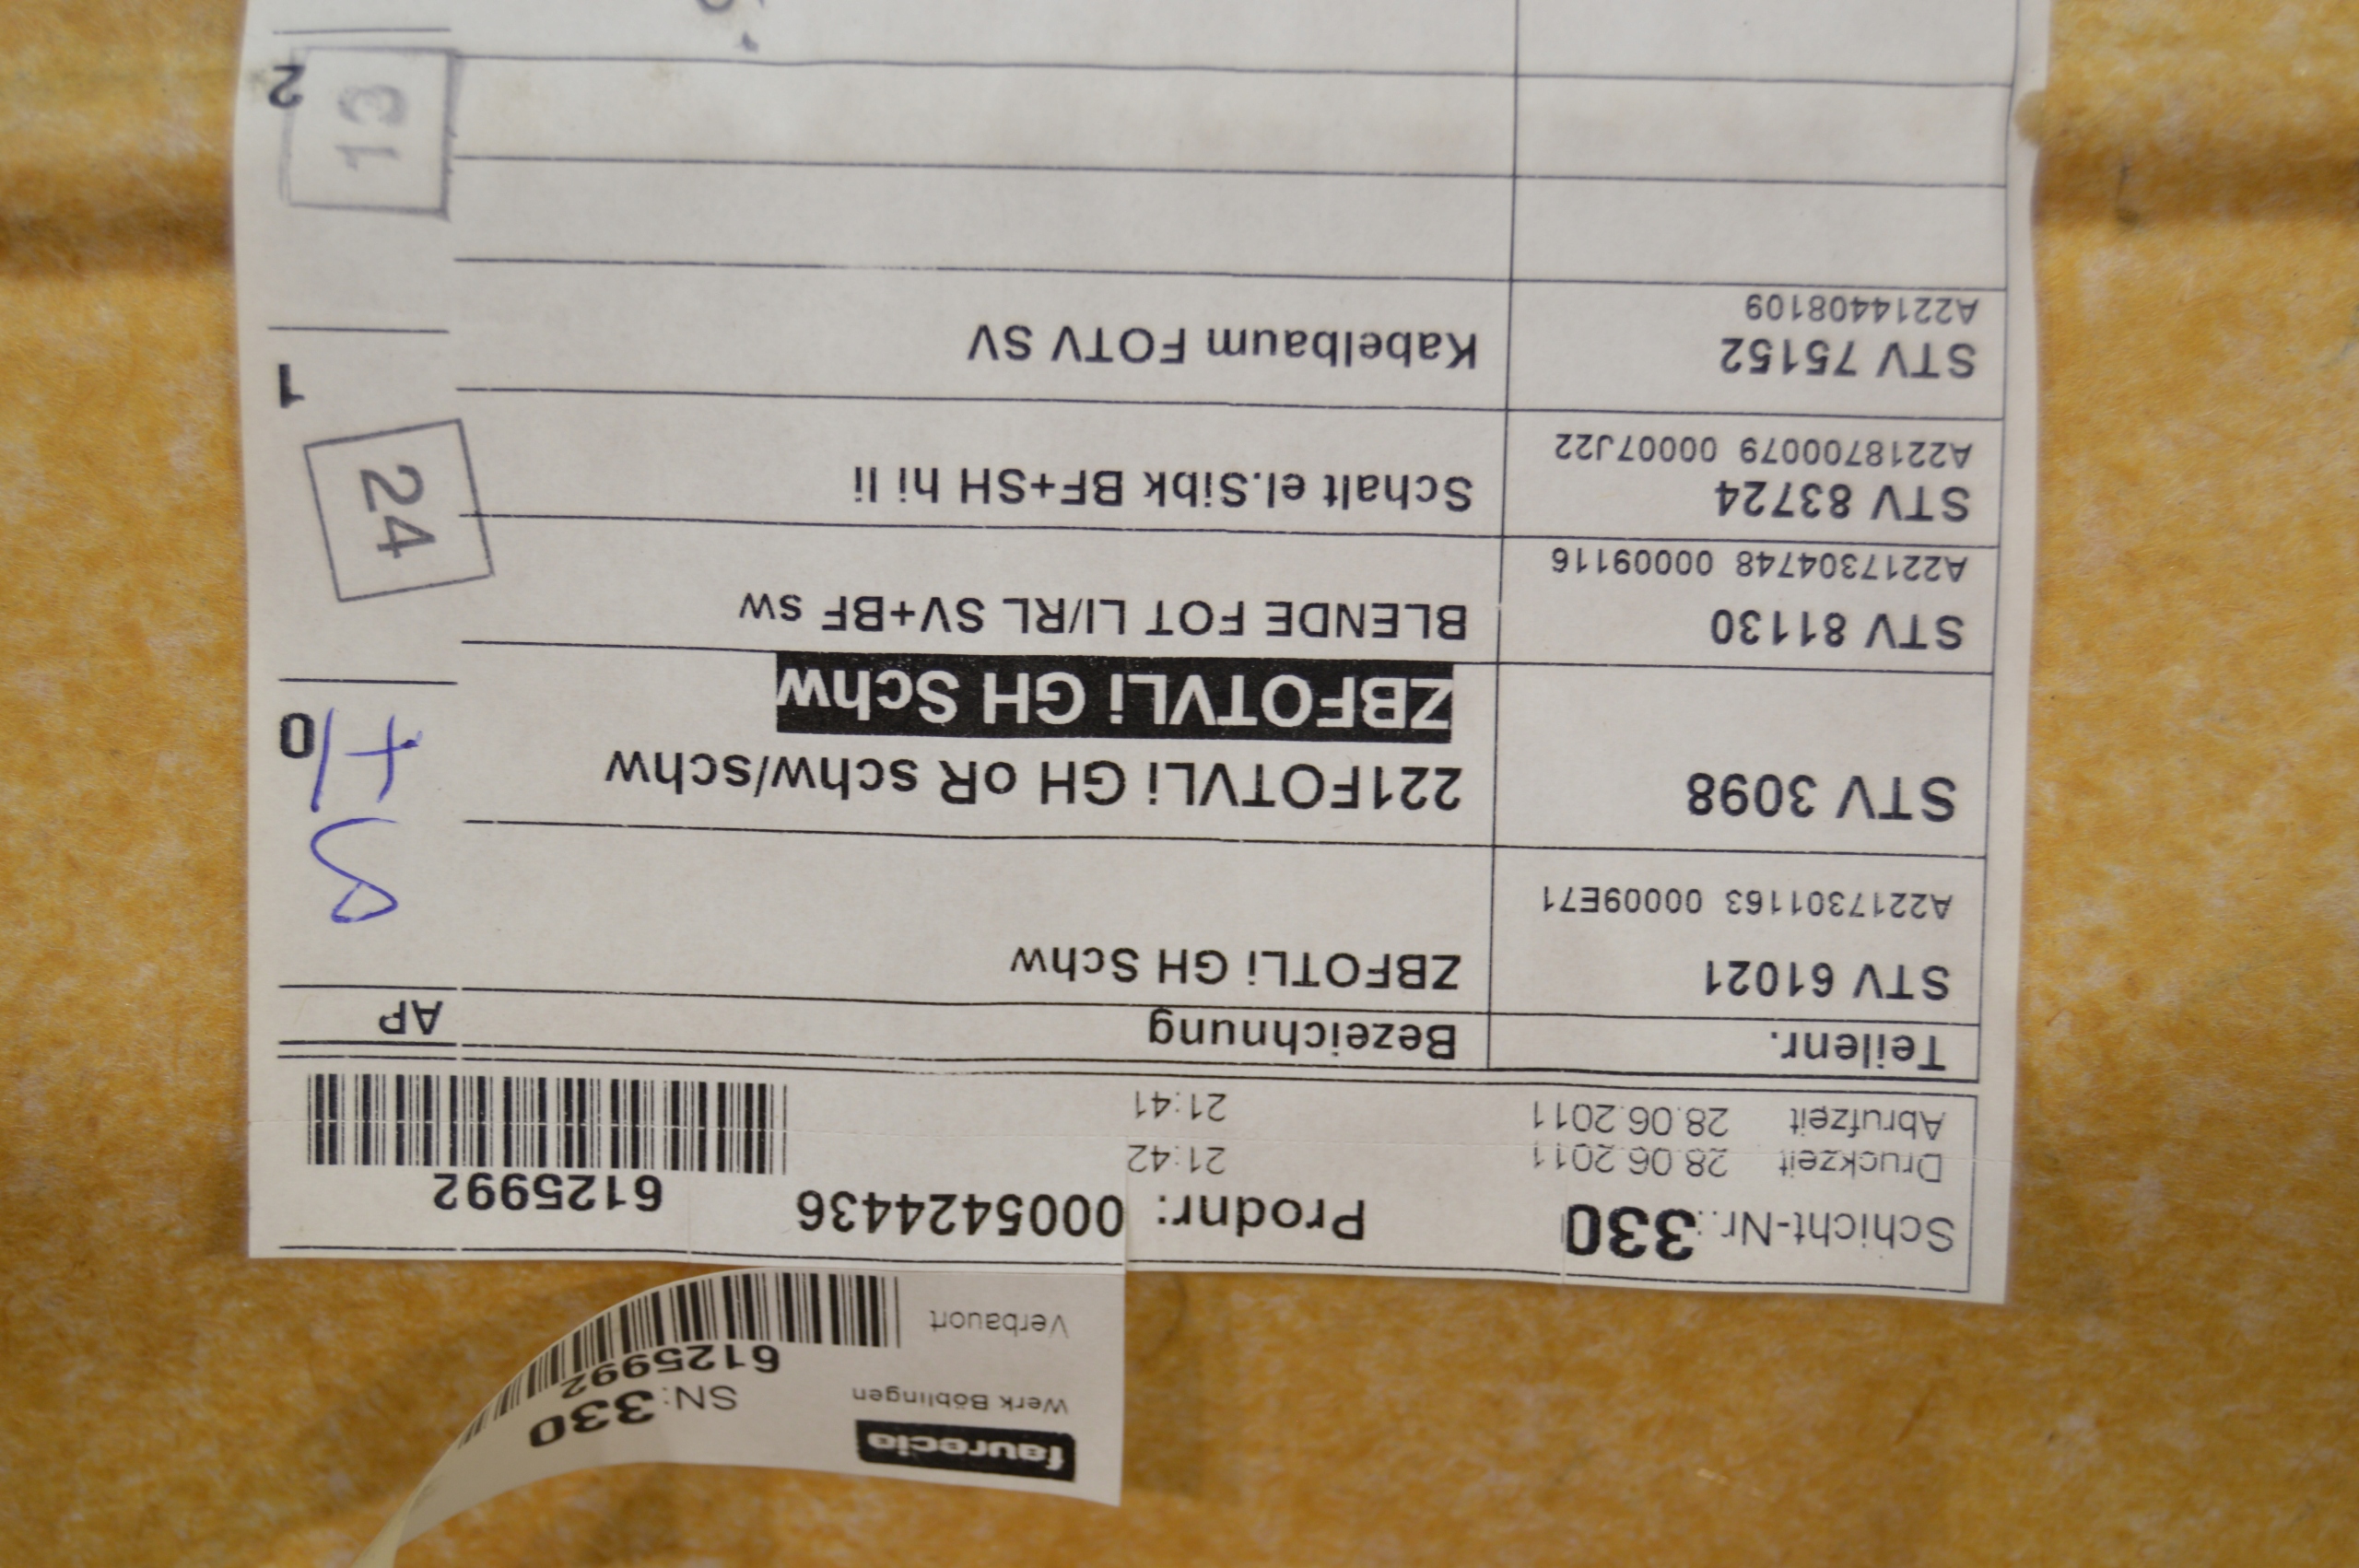 faurecia
Werk Böblingen SN: 330
6125992
Verbauort
Schicht-Nr.: 330 Prodnr: 0005424436 6125992
Druckzeit 28.06.2011 21:42
Abrufzeit 28.06.2011 21:41
Teilenr. Bezeichnung AP
STV 61021 ZBFOTLi GH Schw
A2217301163 00009E71
STV 3098 221FOTVLi GH oR schw/schw
ZBFOTVLi GH Schw
0
STV 81130 BLENDE FOT LI/RL SV+BF sw
A2217304748 00009116
24
STV 83724 Schalt el.Sibk BF+SH hi li
A2218700079 00007J22
1
STV 75152 Kabelbaum FOTV SV
A2214408109
13
2